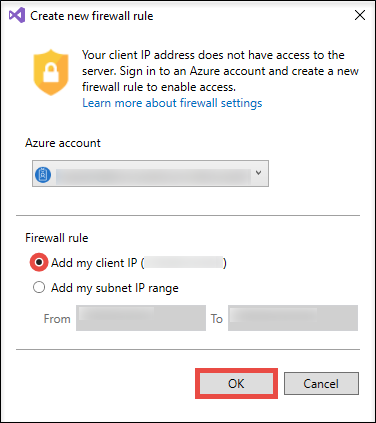 Create new firewall rule
Your client IP address does not have access to the
server. Sign in to an Azure account and create a new
firewall rule to enable access.
Learn more about firewall settings
Azure account
Firewall rule
Add my client IP ( )
Add my subnet IP range
From To
OK Cancel